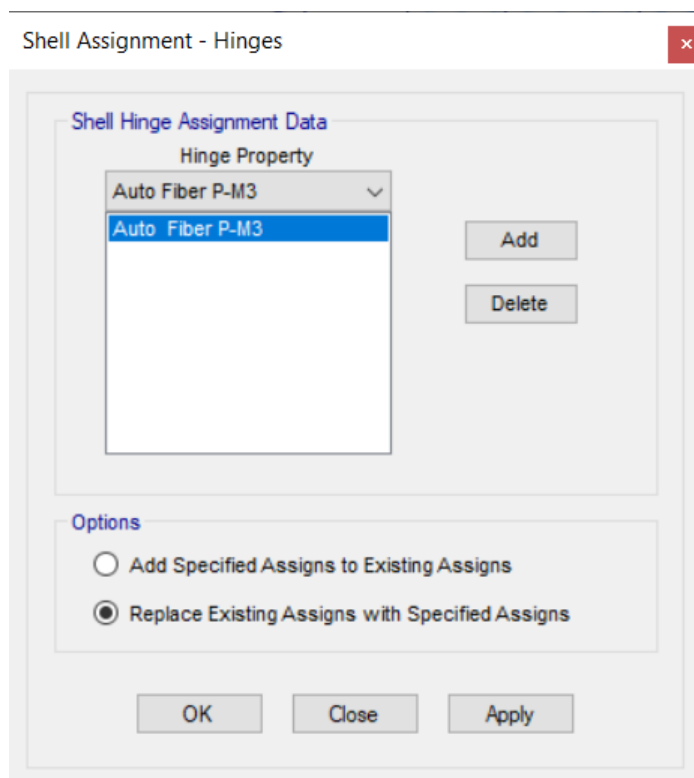 Shell Assignment - Hinges
x
Shell Hinge Assignment Data
Hinge Property
Auto Fiber P-M3
Auto  Fiber P-M3
Add
Delete
Options
Add Specified Assigns to Existing Assigns
Replace Existing Assigns with Specified Assigns
OK
Close
Apply